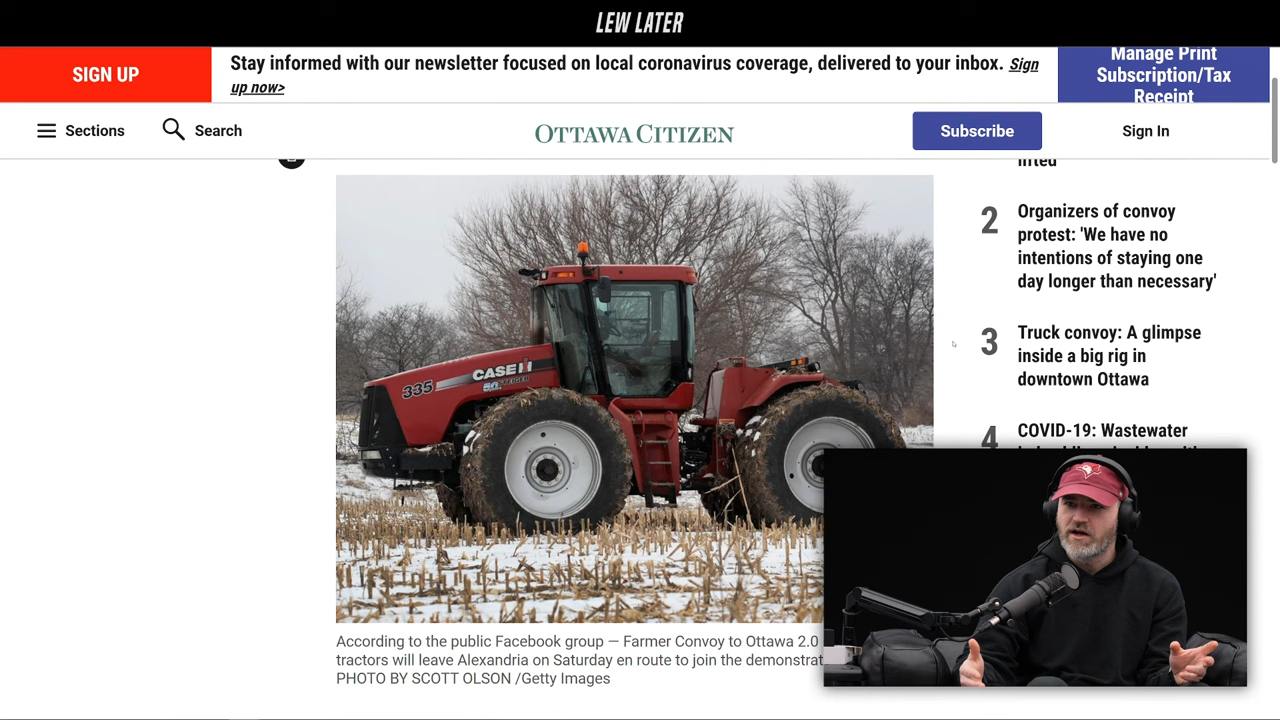 LEW LATER
SIGN UP
Stay informed with our newsletter focused on local coronavirus coverage, delivered to your inbox. Sign
up now>
Manage Print
Subscription/Tax
Receipt
Sections
Search
OTTAWA CITIZEN
Subscribe
Sign In
335
CASE IH
STEIGER
According to the public Facebook group — Farmer Convoy to Ottawa 2.0
tractors will leave Alexandria on Saturday en route to join the
PHOTO BY SCOTT OLSON /Getty Images
lifted
2
Organizers of convoy
protest: 'We have no
intentions of staying one
day longer than necessary'
3
Truck convoy: A glimpse
inside a big rig in
downtown Ottawa
4
COVID-19: Wastewater